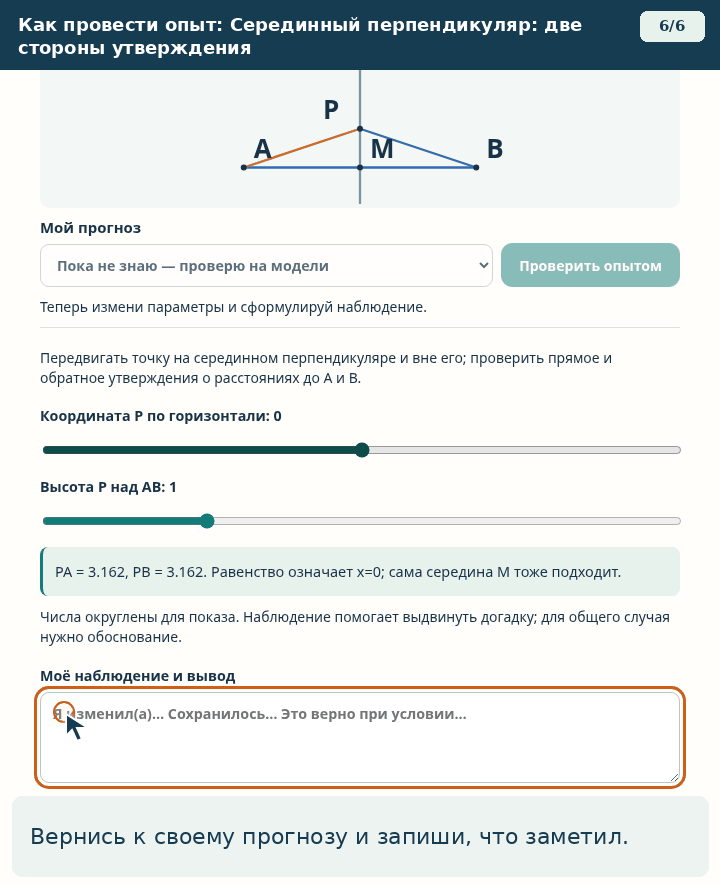 Как провести опыт: Серединный перпендикуляр: две
стороны утверждения
6/6
P
A
M
B
Мой прогноз
Пока не знаю — проверю на модели
Проверить опытом
Теперь измени параметры и сформулируй наблюдение.
Передвигать точку на серединном перпендикуляре и вне его; проверить прямое и
обратное утверждения о расстояниях до A и B.
Координата P по горизонтали: 0
Высота P над AB: 1
PA = 3.162, PB = 3.162. Равенство означает x=0; сама середина M тоже подходит.
Числа округлены для показа. Наблюдение помогает выдвинуть догадку; для общего случая
нужно обоснование.
Моё наблюдение и вывод
Я изменил(а)... Сохранилось... Это верно при условии...
Вернись к своему прогнозу и запиши, что заметил.